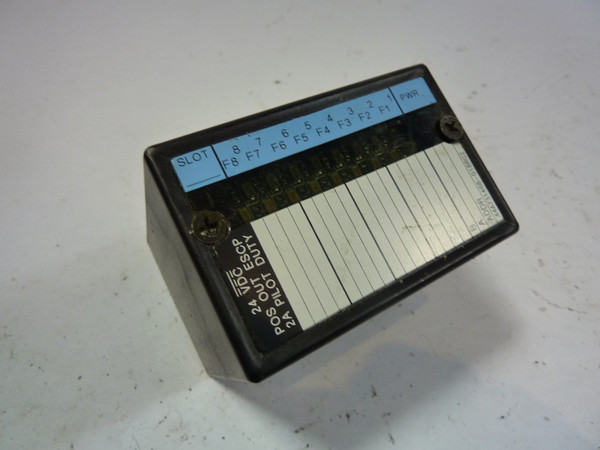 SLOT 8 7 6 5 4 3 2 1 PWR
F8 F7 F6 F5 F4 F3 F2 F1
24 VDC ESCP
POS OUT
2A PILOT DUTY